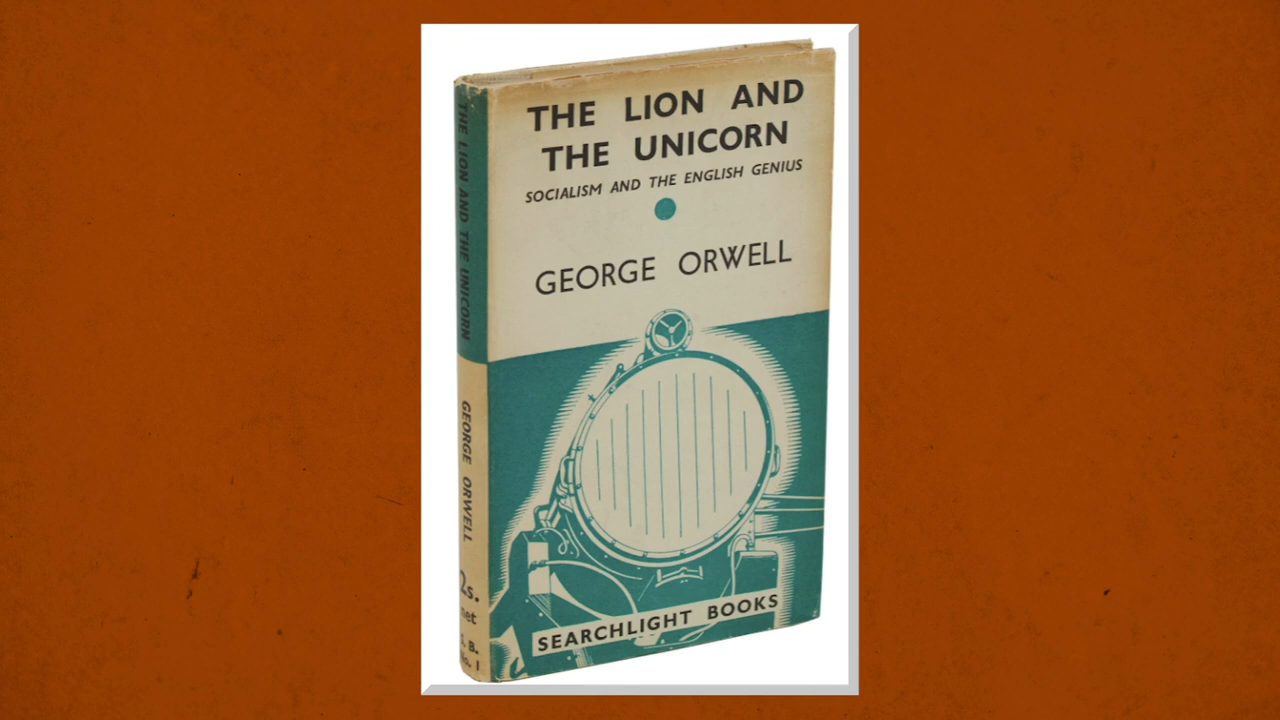 THE LION AND
THE UNICORN
SOCIALISM AND THE ENGLISH GENIUS
GEORGE ORWELL
SEARCHLIGHT BOOKS
THE LION AND THE UNICORN
GEORGE ORWELL
2s.
net
S. B.
No. 1